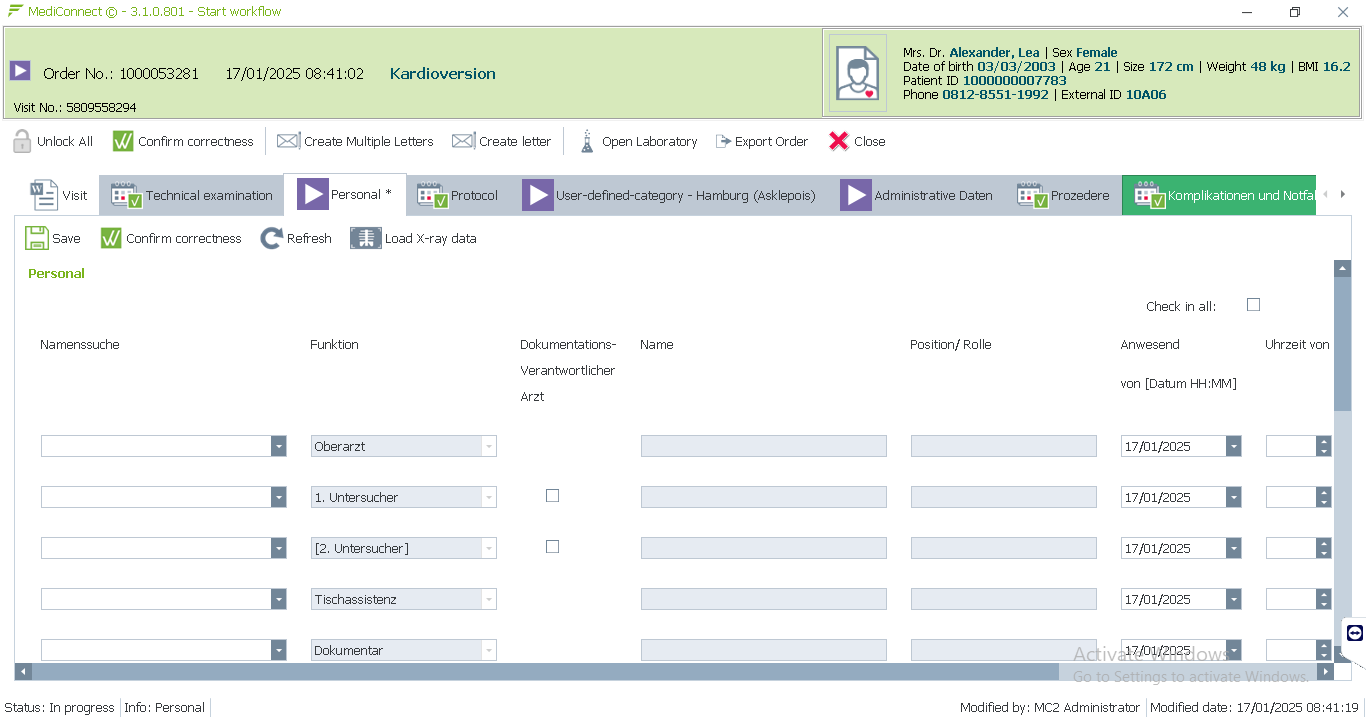 MediConnect © - 3.1.0.801 - Start workflow
Order No.: 1000053281 17/01/2025 08:41:02 Kardioversion
Visit No.: 5809558294
Mrs. Dr. Alexander, Lea | Sex Female
Date of birth 03/03/2003 | Age 21 | Size 172 cm | Weight 48 kg | BMI 16.2
Patient ID 1000000007783
Phone 0812-8551-1992 | External ID 10A06
Unlock All Confirm correctness Create Multiple Letters Create letter Open Laboratory Export Order Close
Visit Technical examination Personal * Protocol User-defined-category - Hamburg (Asklepois) Administrative Daten Prozedere Komplikationen und Notfal
Save Confirm correctness Refresh Load X-ray data
Personal
Check in all:
Namenssuche Funktion Dokumentations- Name Position/ Rolle Anwesend Uhrzeit von
Verantwortlicher
von [Datum HH:MM]
Arzt
Oberarzt 17/01/2025
1. Untersucher 17/01/2025
[2. Untersucher] 17/01/2025
Tischassistenz 17/01/2025
Dokumentar 17/01/2025
Activate Windows
Go to Settings to activate Windows.
Status: In progress Info: Personal Modified by: MC2 Administrator Modified date: 17/01/2025 08:41:19